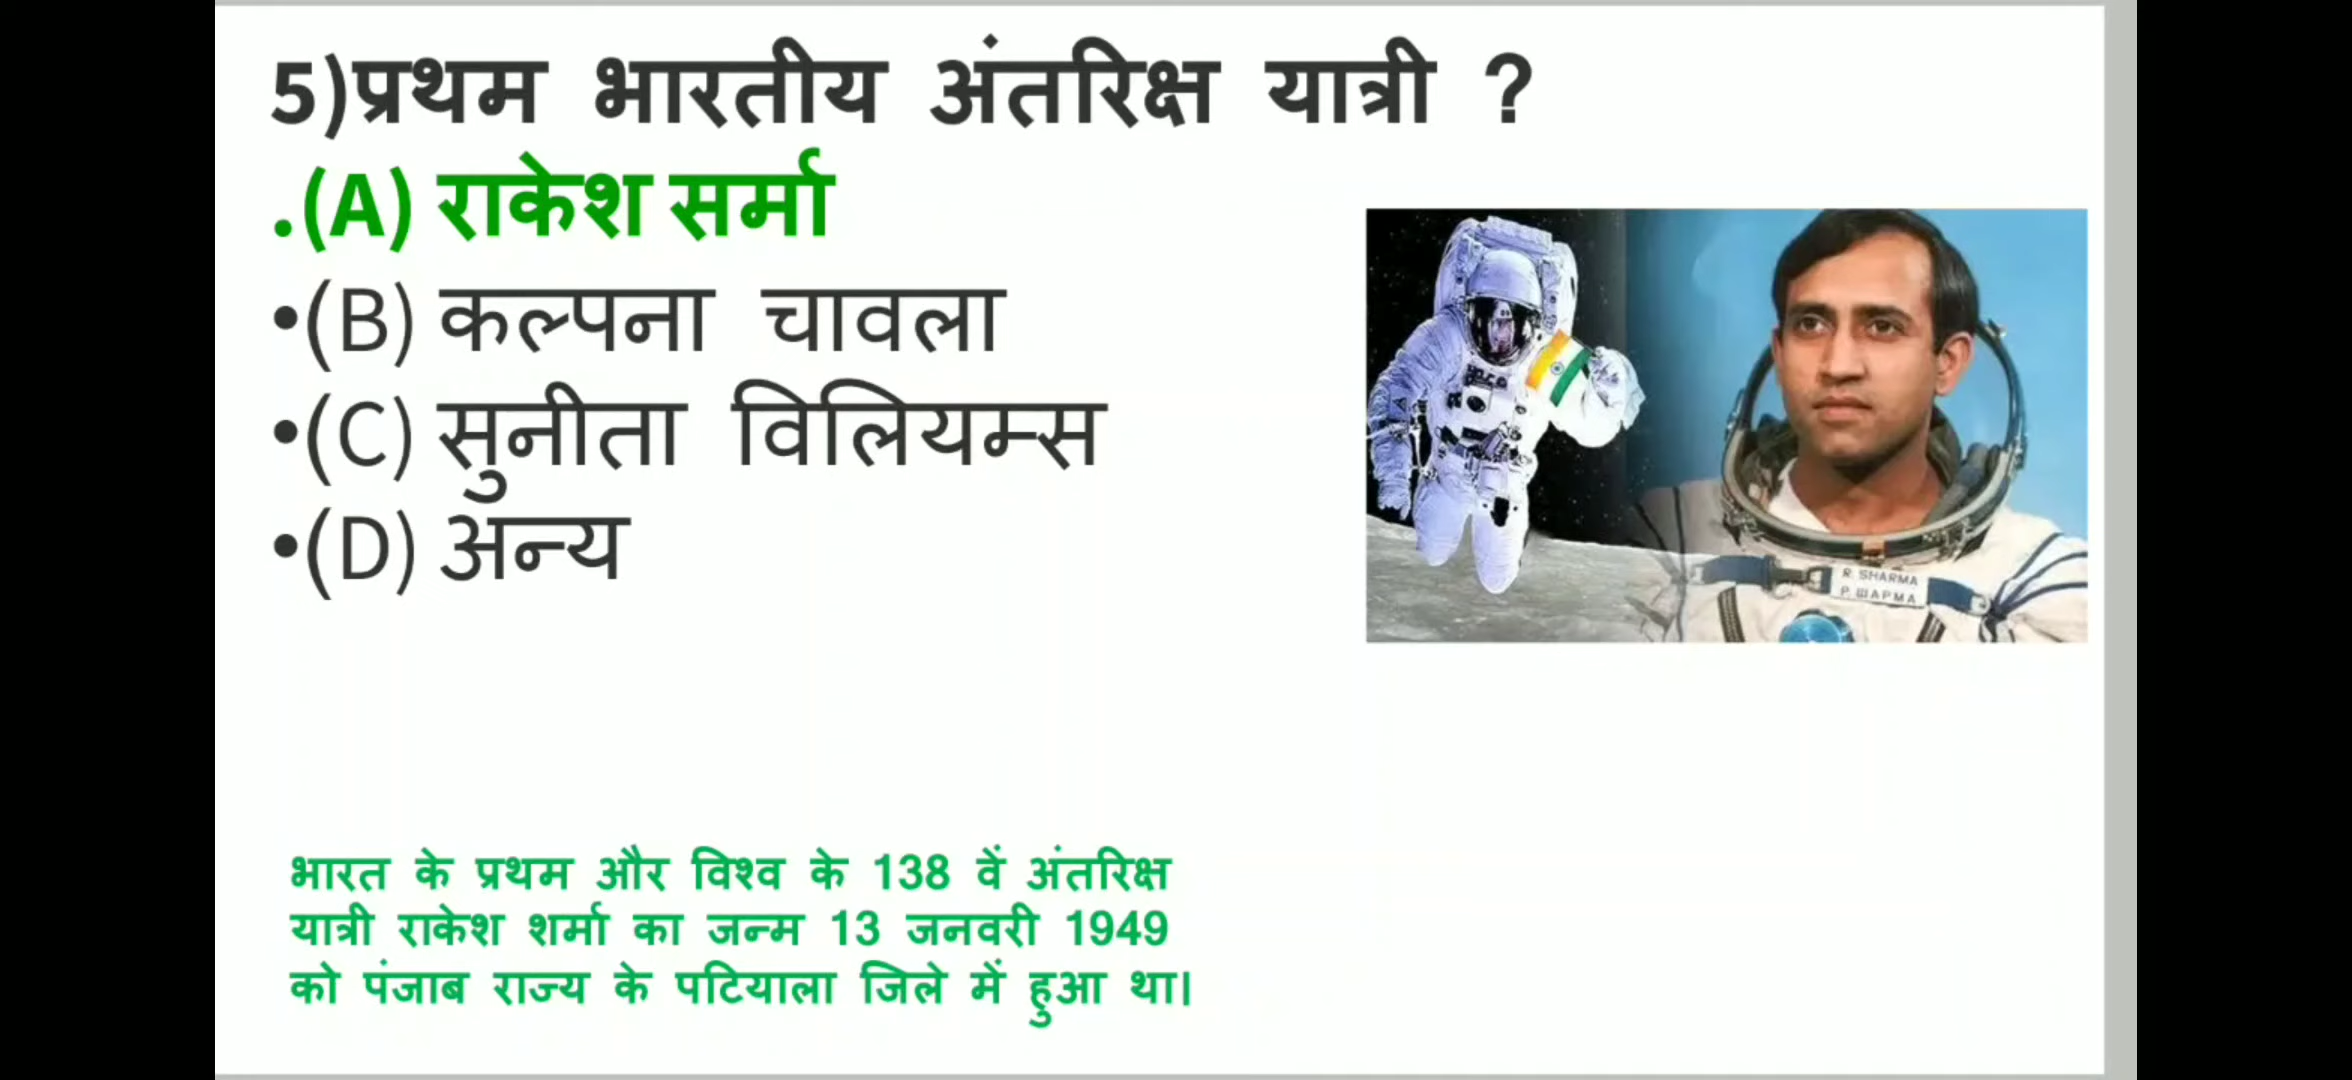 5)प्रथम भारतीय अंतरिक्ष यात्री ?
.(A) राकेश सर्मा
•(B) कल्पना चावला
•(C) सुनीता विलियम्स
•(D) अन्य
R. SHARMA
Р. ШАРМА
भारत के प्रथम और विश्व के 138 वें अंतरिक्ष
यात्री राकेश शर्मा का जन्म 13 जनवरी 1949
को पंजाब राज्य के पटियाला जिले में हुआ था।